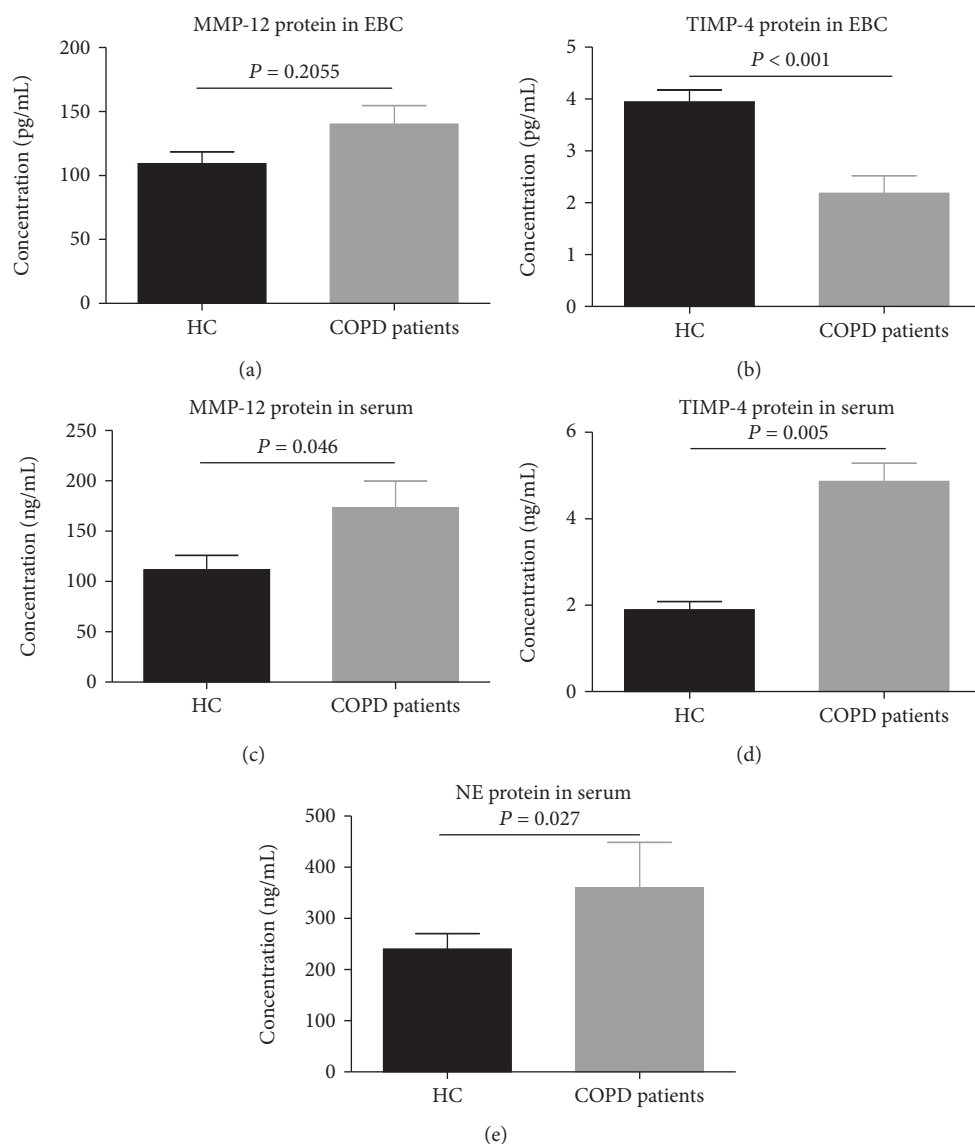 MMP-12 protein in EBC
P = 0.2055
Concentration (pg/mL)
200
150
100
50
0
HC
COPD patients
(a)
TIMP-4 protein in EBC
P < 0.001
Concentration (pg/mL)
5
4
3
2
1
0
HC
COPD patients
(b)
MMP-12 protein in serum
P = 0.046
Concentration (ng/mL)
250
200
150
100
50
0
HC
COPD patients
(c)
TIMP-4 protein in serum
P = 0.005
Concentration (ng/mL)
6
4
2
0
HC
COPD patients
(d)
NE protein in serum
P = 0.027
Concentration (ng/mL)
500
400
300
200
100
0
HC
COPD patients
(e)